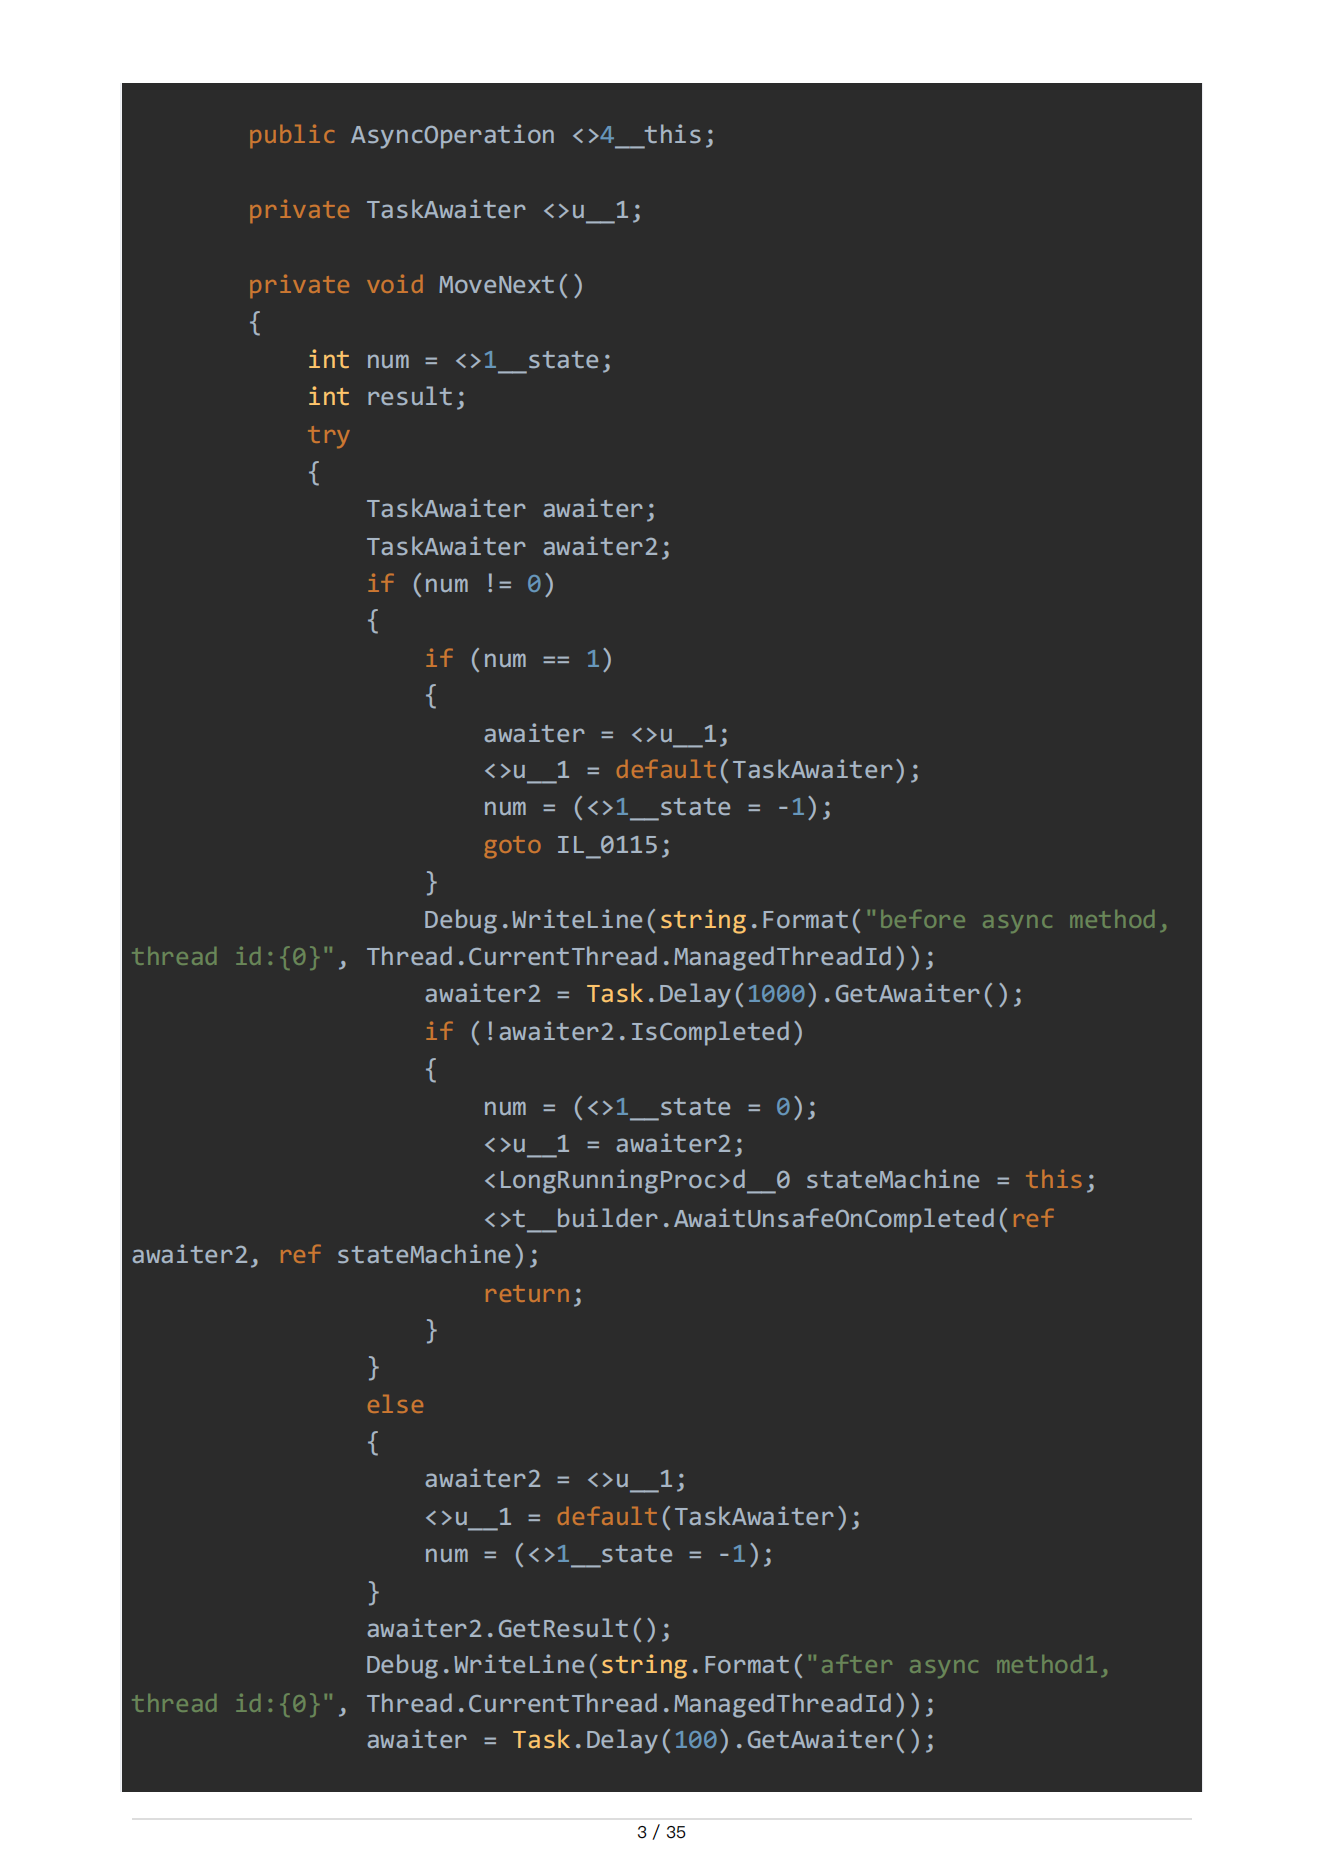 public AsyncOperation <>4__this;
private TaskAwaiter <>u__1;
private void MoveNext()
{
int num = <>1__state;
int result;
try
{
TaskAwaiter awaiter;
TaskAwaiter awaiter2;
if (num != 0)
{
if (num == 1)
{
awaiter = <>u__1;
<>u__1 = default(TaskAwaiter);
num = (<>1__state = -1);
goto IL_0115;
}
Debug.WriteLine(string.Format("before async method,
thread id:{0}", Thread.CurrentThread.ManagedThreadId));
awaiter2 = Task.Delay(1000).GetAwaiter();
if (!awaiter2.IsCompleted)
{
num = (<>1__state = 0);
<>u__1 = awaiter2;
<LongRunningProc>d__0 stateMachine = this;
<>t__builder.AwaitUnsafeOnCompleted(ref
awaiter2, ref stateMachine);
return;
}
}
else
{
awaiter2 = <>u__1;
<>u__1 = default(TaskAwaiter);
num = (<>1__state = -1);
}
awaiter2.GetResult();
Debug.WriteLine(string.Format("after async method1,
thread id:{0}", Thread.CurrentThread.ManagedThreadId));
awaiter = Task.Delay(100).GetAwaiter();
3 / 35